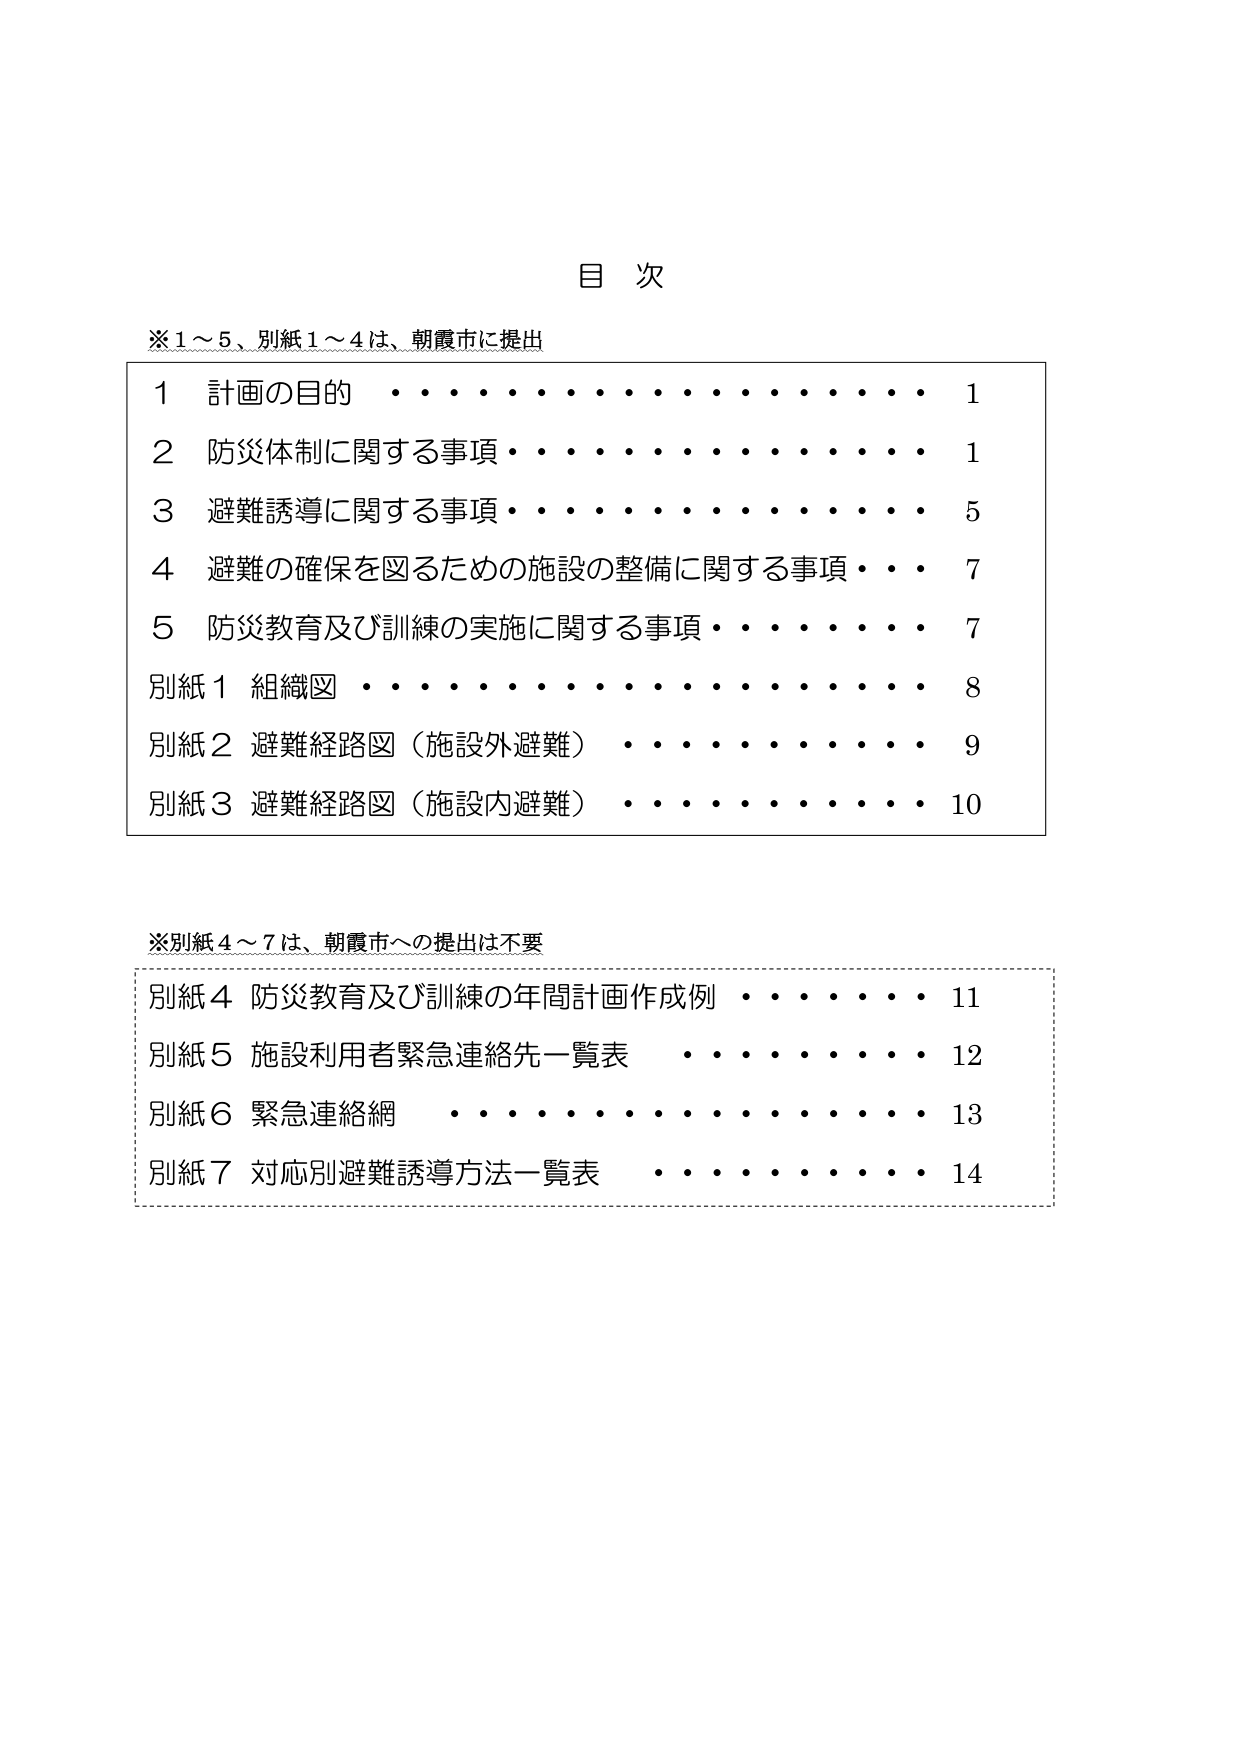 目　次
※１～５、別紙１～４は、朝霞市に提出
１　計画の目的　・・・・・・・・・・・・・・・・・・・　1
２　防災体制に関する事項・・・・・・・・・・・・・・・　1
３　避難誘導に関する事項・・・・・・・・・・・・・・・　5
４　避難の確保を図るための施設の整備に関する事項・・・　7
５　防災教育及び訓練の実施に関する事項・・・・・・・・　7
別紙１ 組織図 ・・・・・・・・・・・・・・・・・・・・　8
別紙２ 避難経路図（施設外避難）　・・・・・・・・・・・　9
別紙３ 避難経路図（施設内避難）　・・・・・・・・・・・ 10
※別紙４～７は、朝霞市への提出は不要
別紙４ 防災教育及び訓練の年間計画作成例 ・・・・・・・ 11
別紙５ 施設利用者緊急連絡先一覧表　・・・・・・・・・ 12
別紙６ 緊急連絡網　・・・・・・・・・・・・・・・・・ 13
別紙７ 対応別避難誘導方法一覧表　・・・・・・・・・・ 14